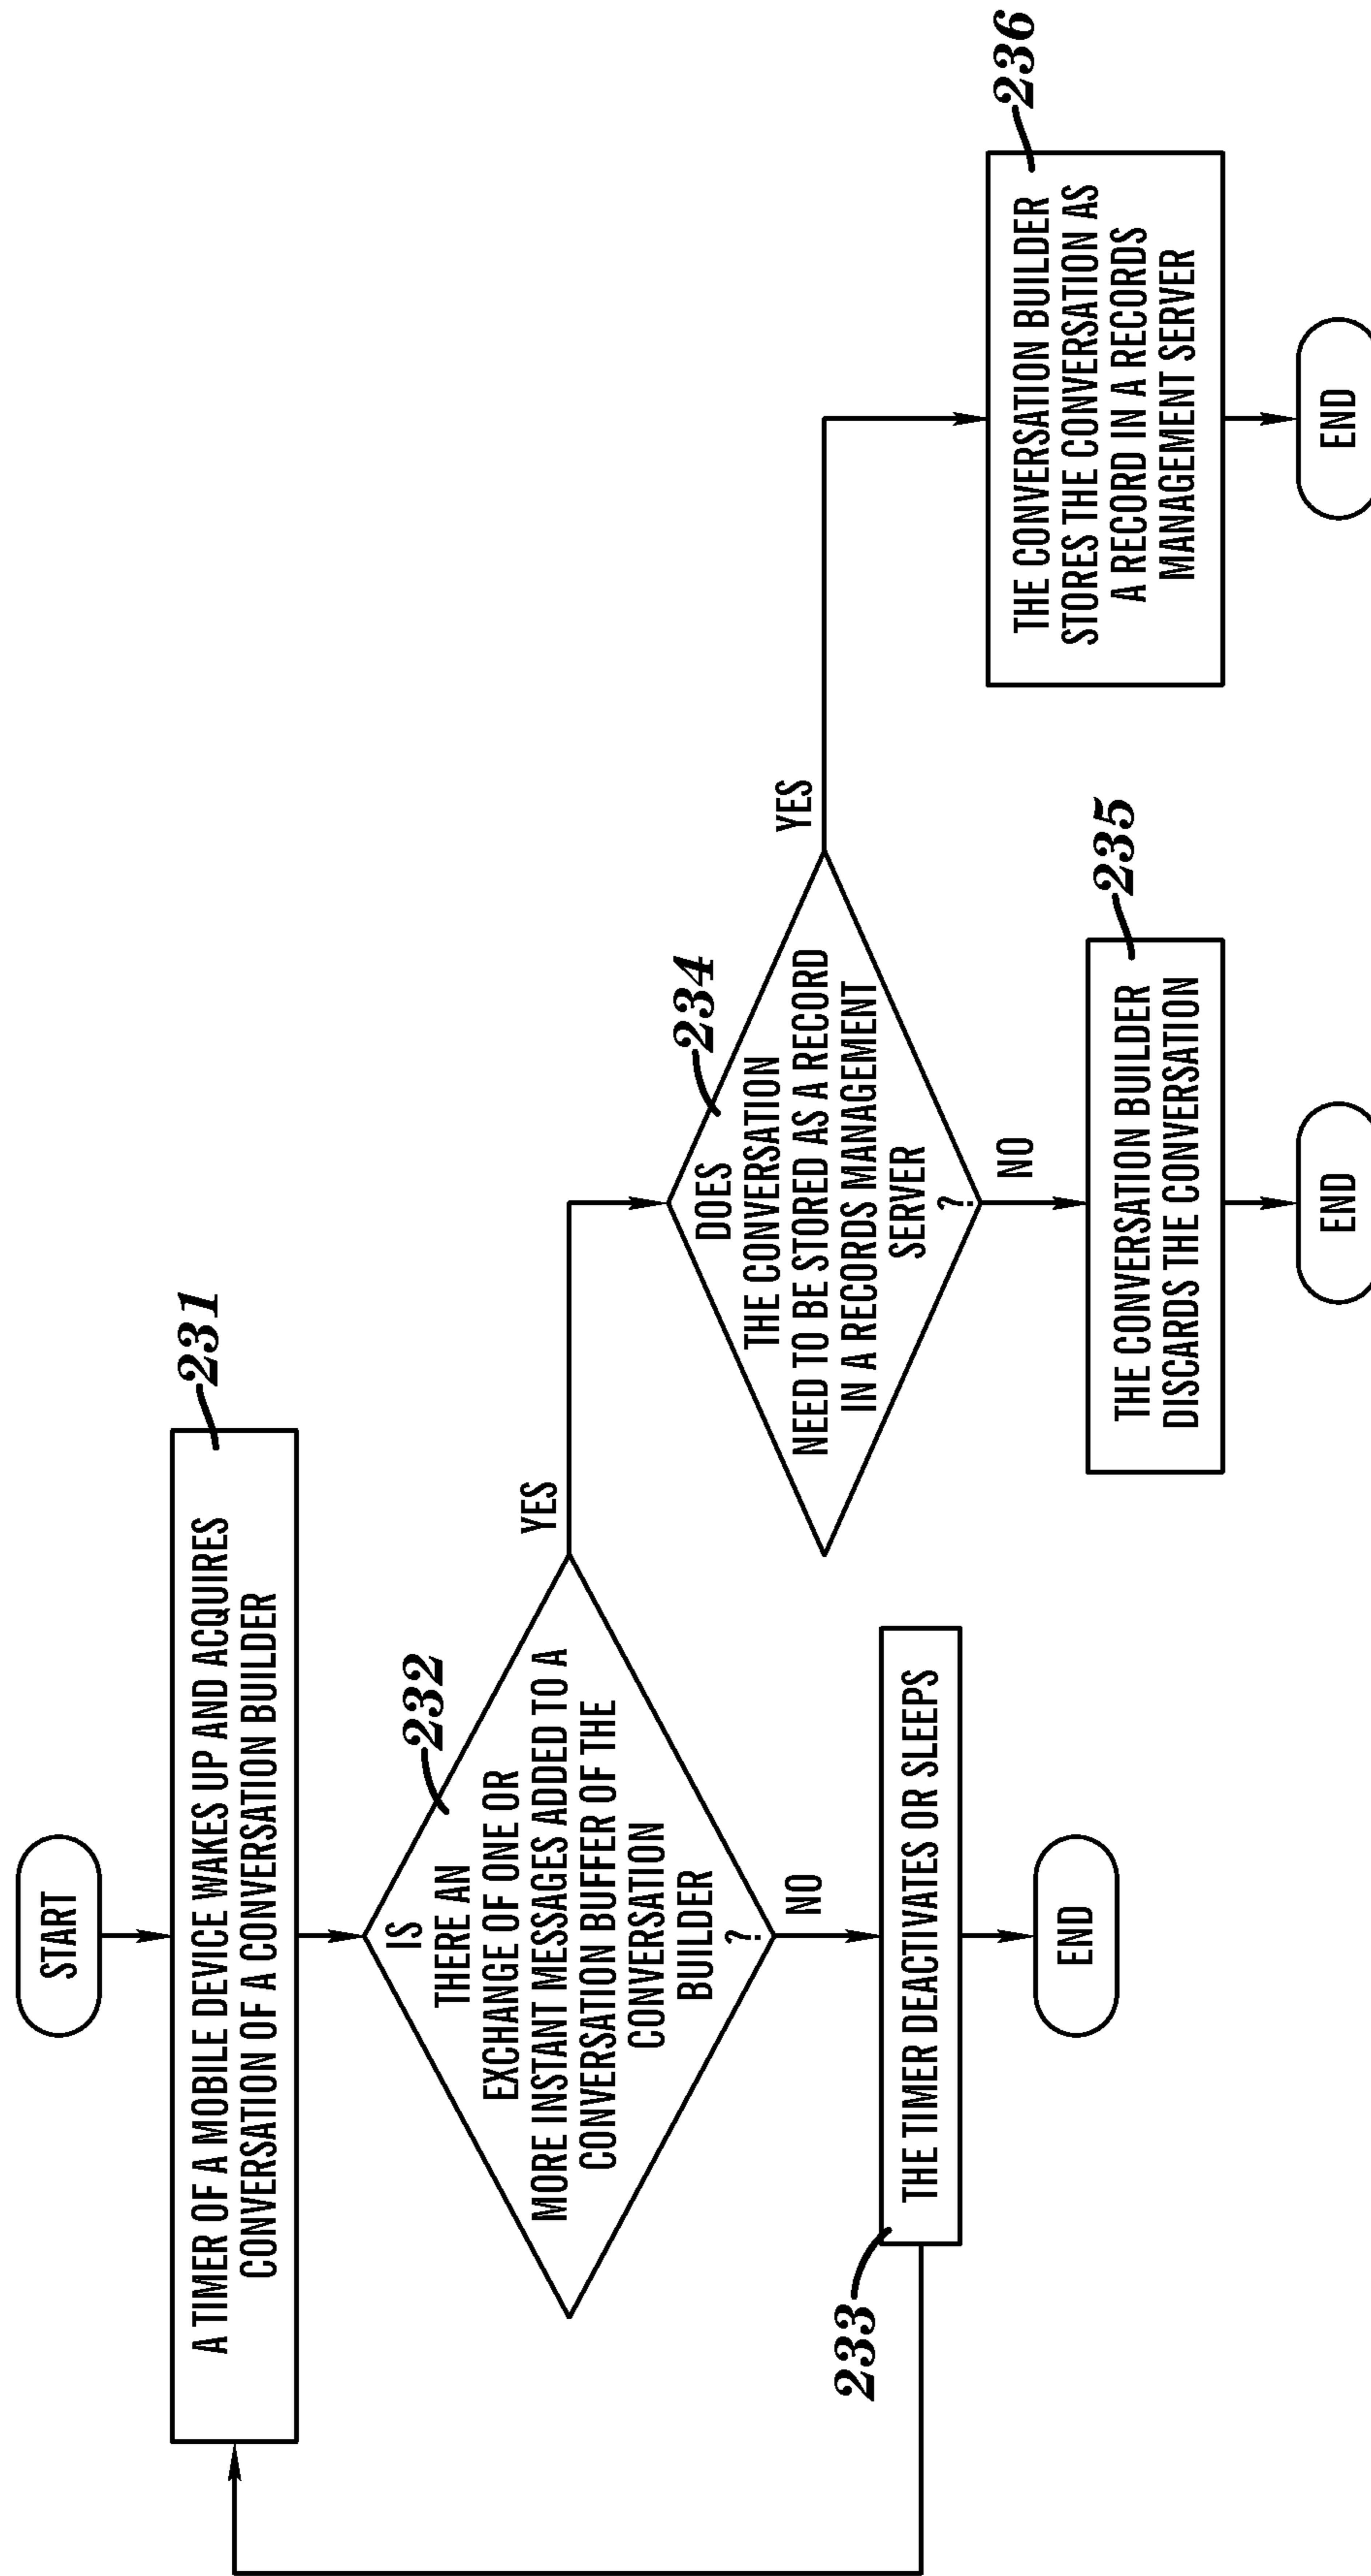 START
231
A TIMER OF A MOBILE DEVICE WAKES UP AND ACQUIRES
CONVERSATION OF A CONVERSATION BUILDER
232
IS
THERE AN
EXCHANGE OF ONE OR
MORE INSTANT MESSAGES ADDED TO A
CONVERSATION BUFFER OF THE
CONVERSATION
BUILDER
?
YES
NO
233
THE TIMER DEACTIVATES OR SLEEPS
END
234
DOES
THE CONVERSATION
NEED TO BE STORED AS A RECORD
IN A RECORDS MANAGEMENT
SERVER
?
YES
NO
235
THE CONVERSATION BUILDER
DISCARDS THE CONVERSATION
END
236
THE CONVERSATION BUILDER
STORES THE CONVERSATION AS
A RECORD IN A RECORDS
MANAGEMENT SERVER
END